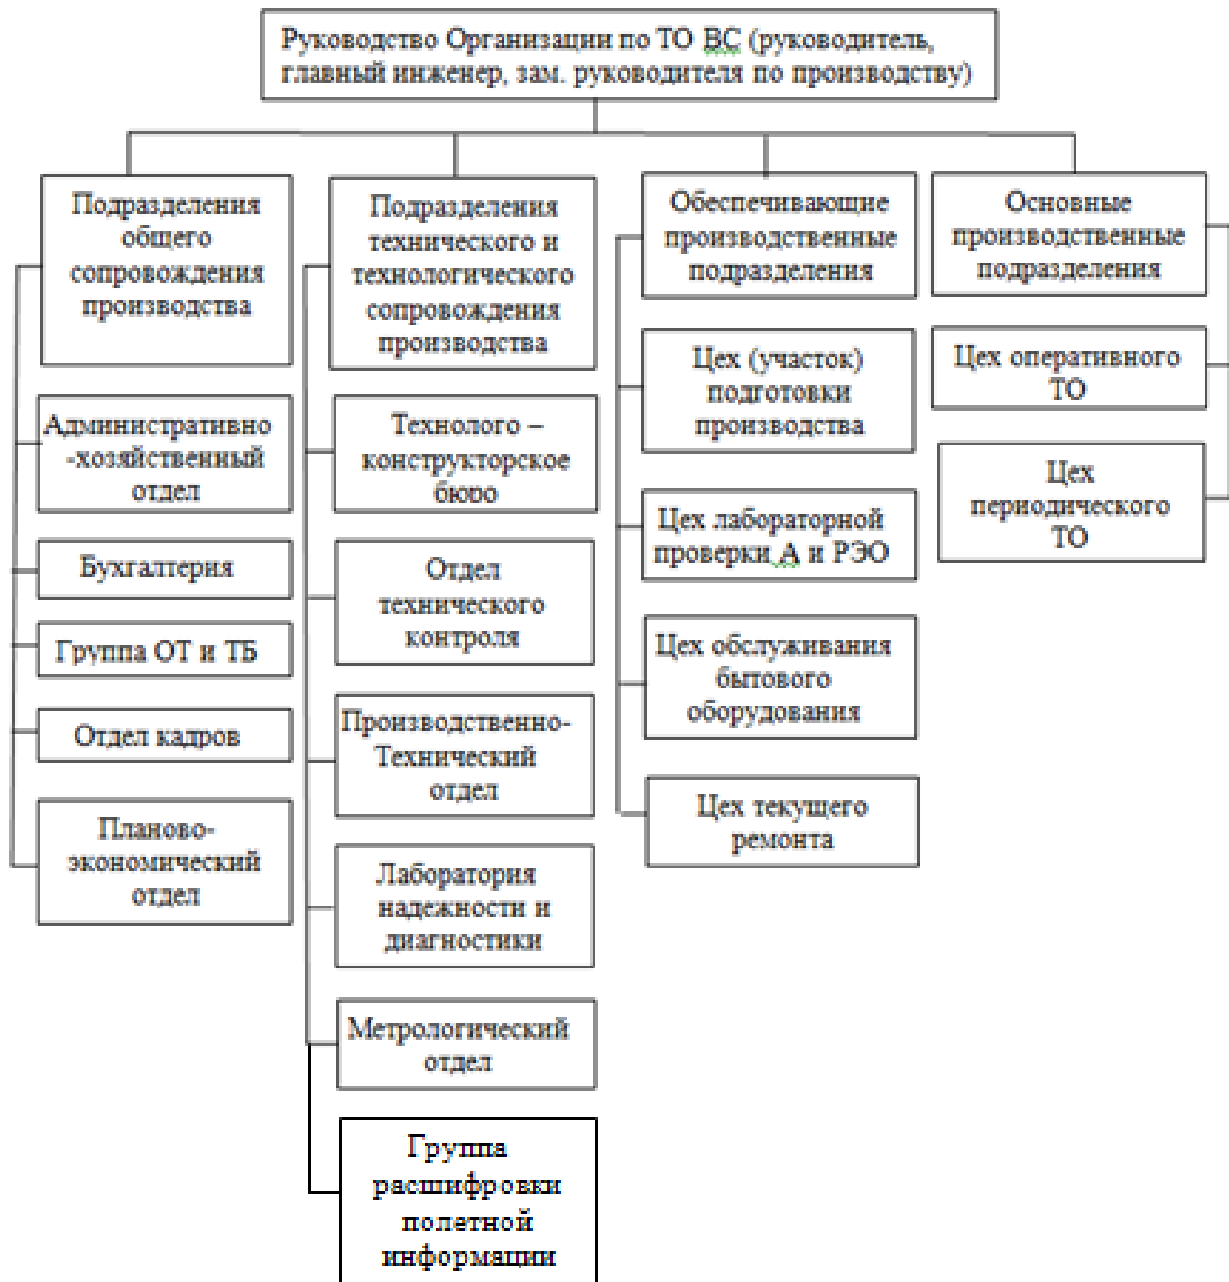 Руководство Организации по ТО ВС (руководитель,
главный инженер, зам. руководителя по производству)
Подразделения
общего
сопровождения
производства
Административно
-хозяйственный
отдел
Бухгалтерия
Группа ОТ и ТБ
Отдел кадров
Планово-
экономический
отдел
Подразделения
технического и
технологического
сопровождения
производства
Технолого –
конструкторское
бюро
Отдел
технического
контроля
Производственно-
Технический
отдел
Лаборатория
надежности и
диагностики
Метрологический
отдел
Группа
расшифровки
полетной
информации
Обеспечивающие
производственные
подразделения
Цех (участок)
подготовки
производства
Цех лабораторной
проверки А и РЭО
Цех обслуживания
бытового
оборудования
Цех текущего
ремонта
Основные
производственные
подразделения
Цех оперативного
ТО
Цех
периодического
ТО